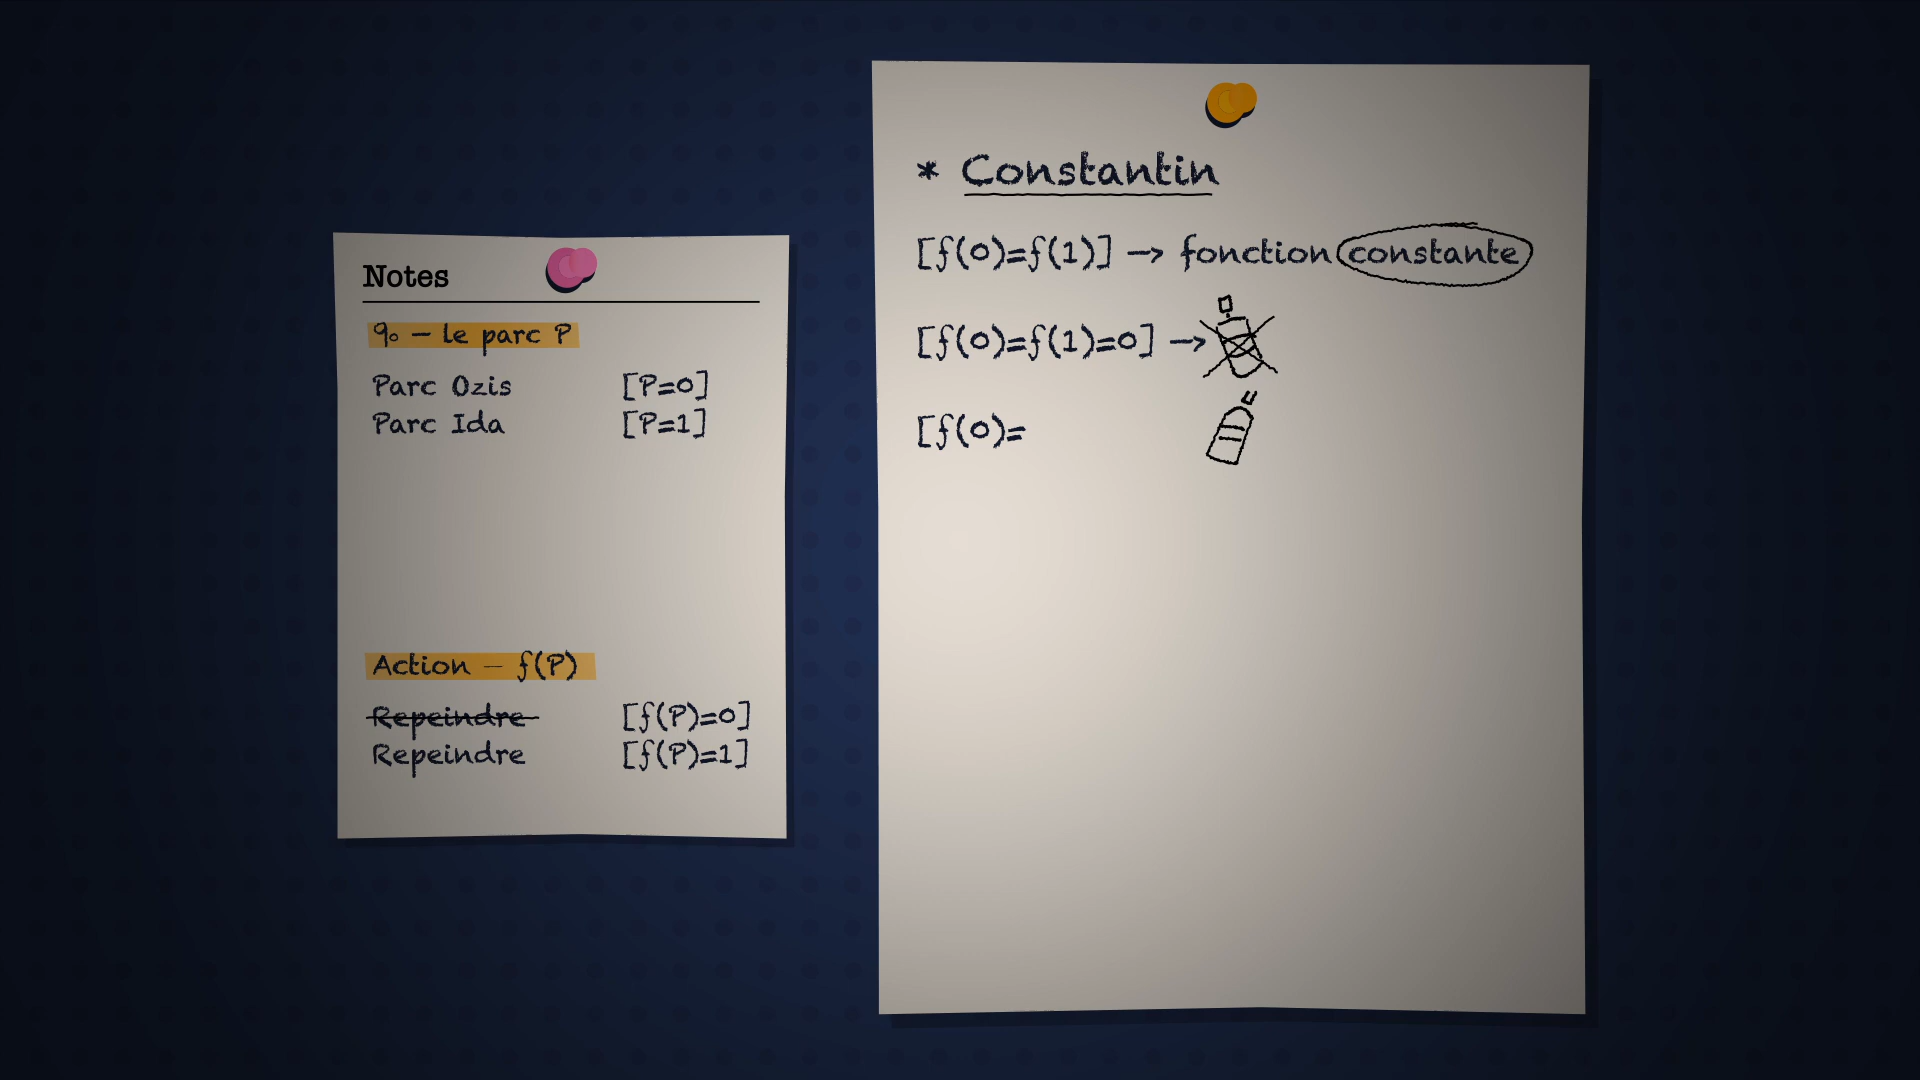 Notes
q₀ – le parc P
Parc Ozis [P=0]
Parc Ida [P=1]
Action – f(P)
Repeindre [f(P)=0]
Repeindre [f(P)=1]
* Constantin
[f(0)=f(1)] → fonction constante
[f(0)=f(1)=0] →
[f(0)=